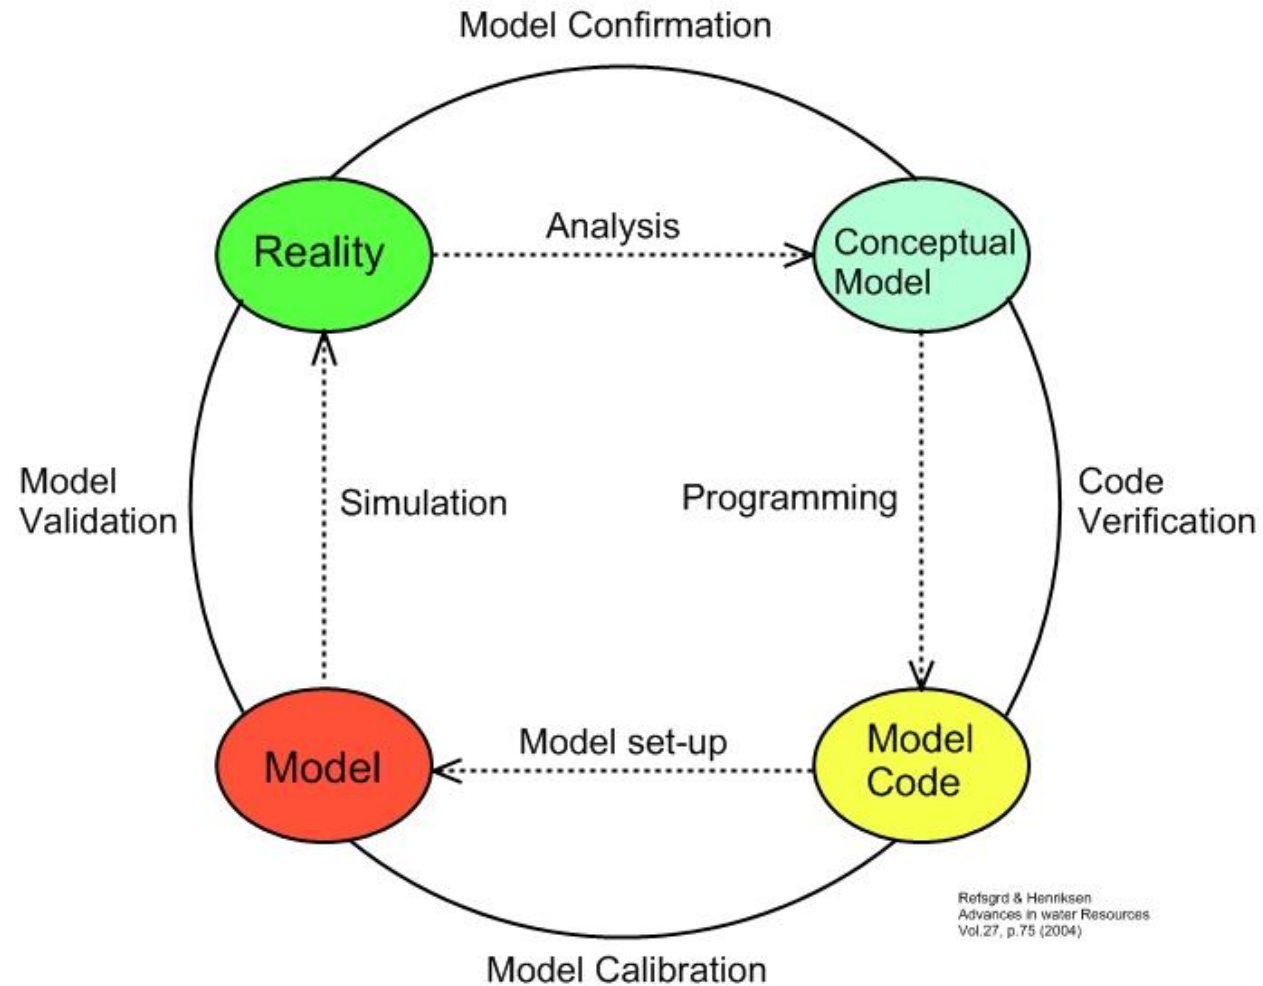 Model Confirmation
Reality
Analysis
Conceptual
Model
Model
Validation
Simulation
Programming
Code
Verification
Model
Model set-up
Model
Code
Refsgrd & Henriksen
Advances in water Resources
Vol.27, p.75 (2004)
Model Calibration